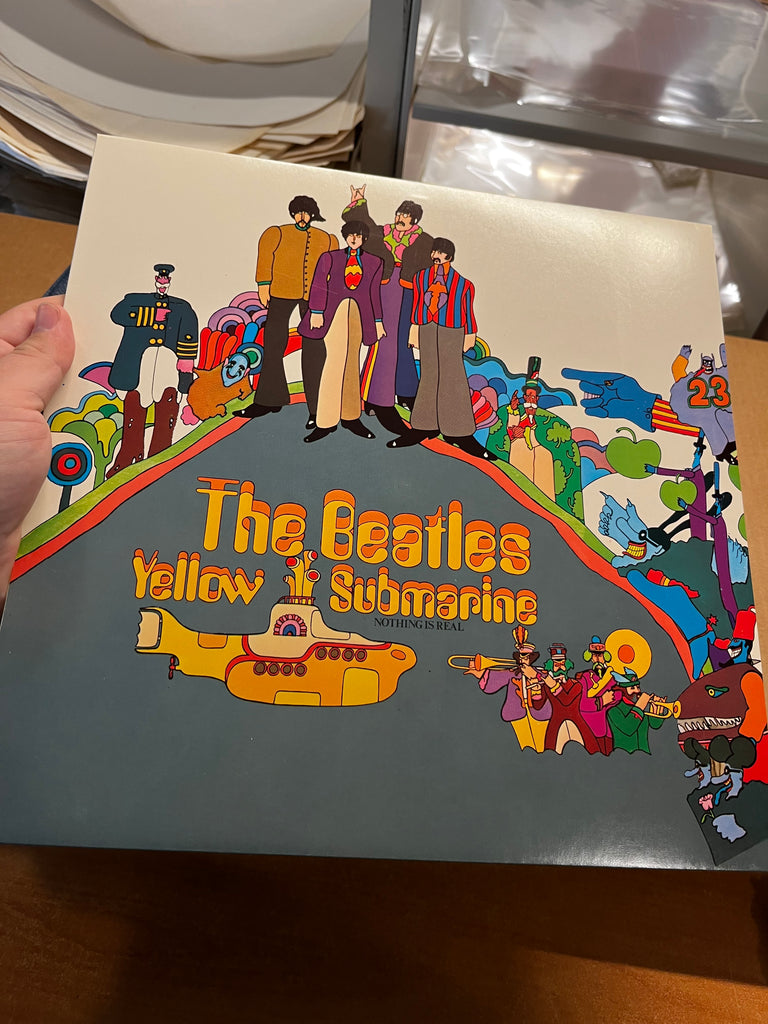 The Beatles
Yellow Submarine
NOTHING IS REAL
23